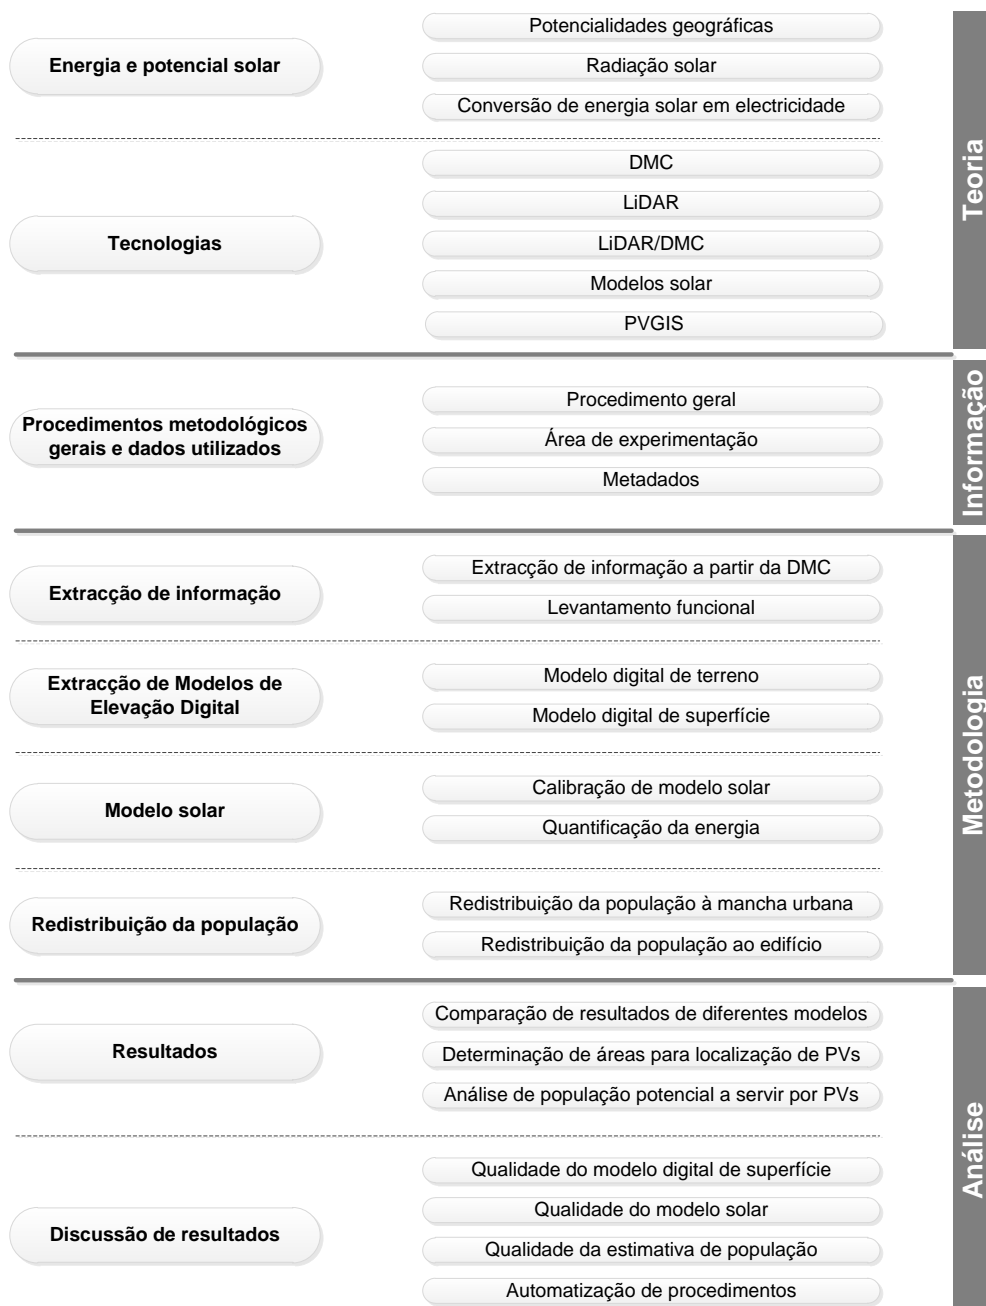 Energia e potencial solar
Potencialidades geográficas
Radiação solar
Conversão de energia solar em electricidade
Tecnologias
DMC
LiDAR
LiDAR/DMC
Modelos solar
PVGIS
Teoria
Procedimentos metodológicos
gerais e dados utilizados
Procedimento geral
Área de experimentação
Metadados
Informação
Extracção de informação
Extracção de informação a partir da DMC
Levantamento funcional
Extracção de Modelos de
Elevação Digital
Modelo digital de terreno
Modelo digital de superfície
Modelo solar
Calibração de modelo solar
Quantificação da energia
Redistribuição da população
Redistribuição da população à mancha urbana
Redistribuição da população ao edifício
Metodologia
Resultados
Comparação de resultados de diferentes modelos
Determinação de áreas para localização de PVs
Análise de população potencial a servir por PVs
Discussão de resultados
Qualidade do modelo digital de superfície
Qualidade do modelo solar
Qualidade da estimativa de população
Automatização de procedimentos
Análise